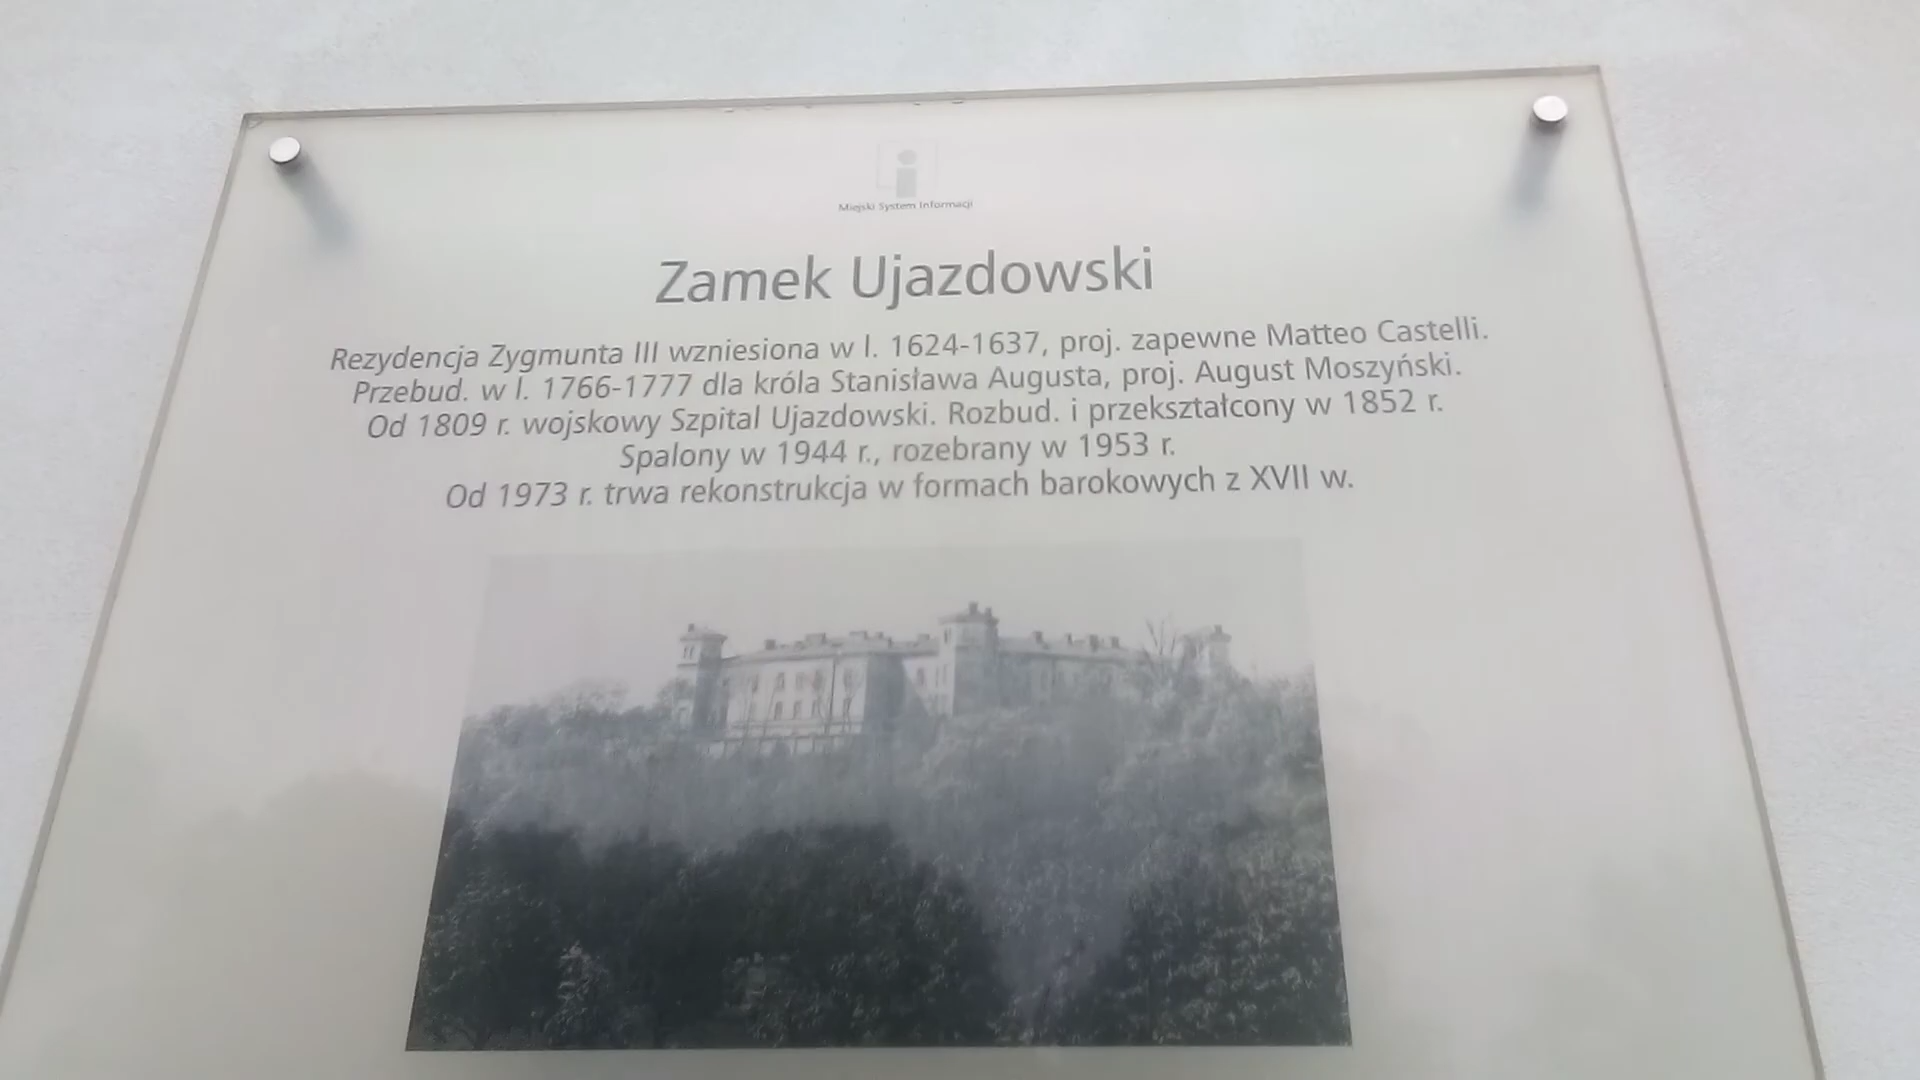 Miejski System Informacji
Zamek Ujazdowski
Rezydencja Zygmunta III wzniesiona w l. 1624-1637, proj. zapewne Matteo Castelli.
Przebud. w l. 1766-1777 dla króla Stanisława Augusta, proj. August Moszyński.
Od 1809 r. wojskowy Szpital Ujazdowski. Rozbud. i przekształcony w 1852 r.
Spalony w 1944 r., rozebrany w 1953 r.
Od 1973 r. trwa rekonstrukcja w formach barokowych z XVII w.